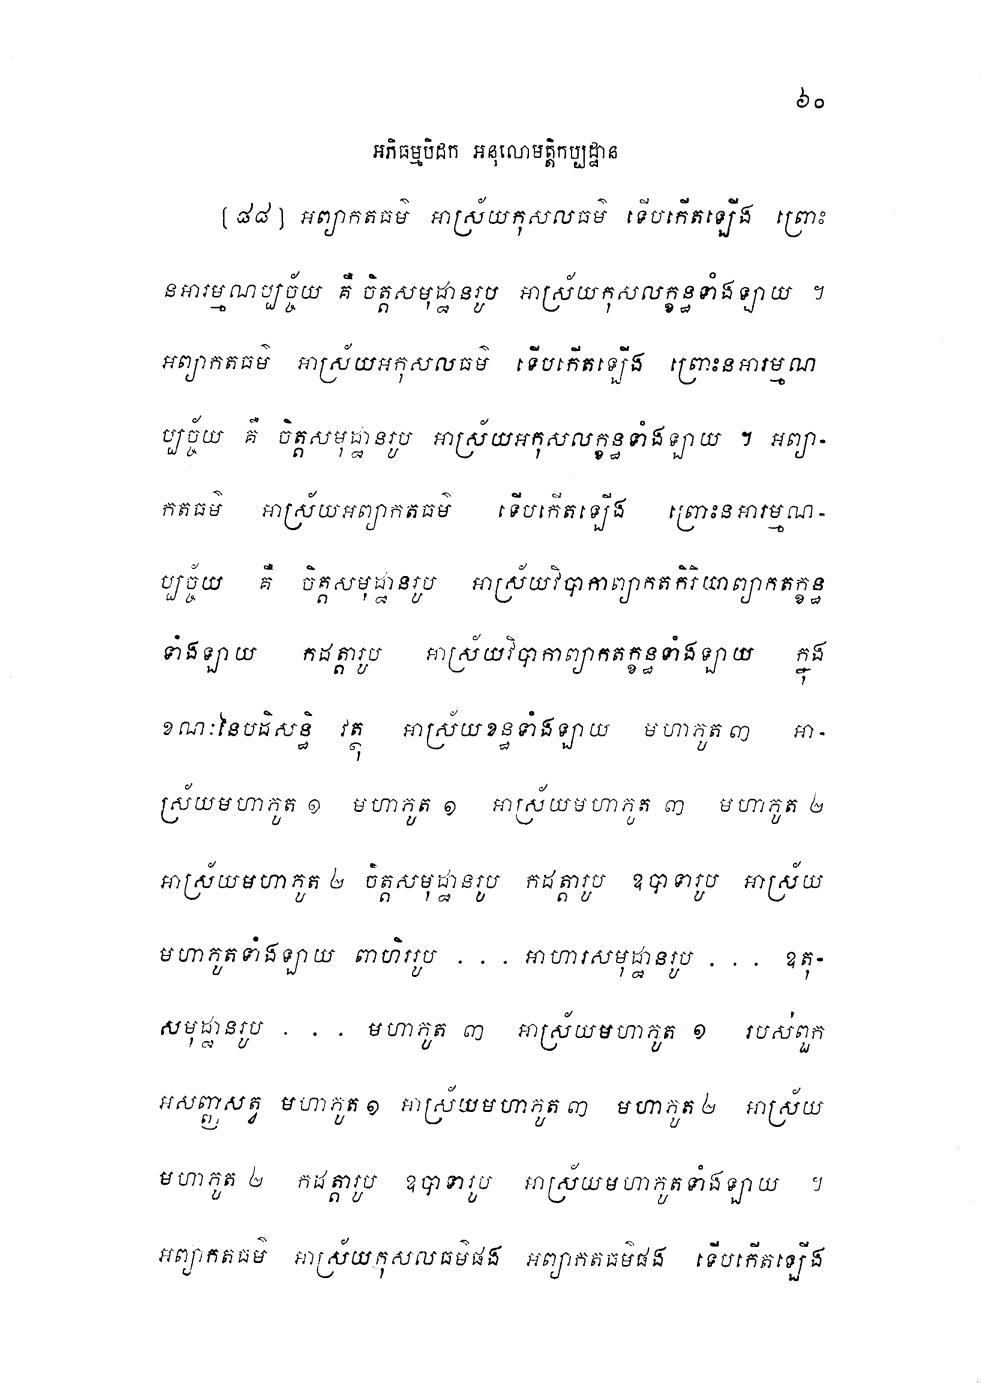 ៦០
អភិធម្មបិដក អនុលោមត្តិកប្បដ្ឋាន
(៨៨) អព្យាកតធម៌ អាស្រ័យកុសលធម៌ ទើបកើតឡើង ព្រោះ
នអារម្មណប្បច្ច័យ គឺ ចិត្តសមុដ្ឋានរូប អាស្រ័យកុសលក្ខន្ធទាំងឡាយ ។
អព្យាកតធម៌ អាស្រ័យអកុសលធម៌ ទើបកើតឡើង ព្រោះនអារម្មណ
ប្បច្ច័យ គឺ ចិត្តសមុដ្ឋានរូប អាស្រ័យអកុសលក្ខន្ធទាំងឡាយ ។ អព្យា-
កតធម៌ អាស្រ័យអព្យាកតធម៌ ទើបកើតឡើង ព្រោះនអារម្មណ-
ប្បច្ច័យ គឺ ចិត្តសមុដ្ឋានរូប អាស្រ័យវិបាកាព្យាកតកិរិយាព្យាកតក្ខន្ធ
ទាំងឡាយ កដត្តារូប អាស្រ័យវិបាកាព្យាកតក្ខន្ធទាំងឡាយ ក្នុង
ខណៈនៃបដិសន្ធិ វត្ថុ អាស្រ័យខន្ធទាំងឡាយ មហាភូត ៣ អា-
ស្រ័យមហាភូត ១ មហាភូត ១ អាស្រ័យមហាភូត ៣ មហាភូត ២
អាស្រ័យមហាភូត ២ ចិត្តសមុដ្ឋានរូប កដត្តារូប ឧបាទារូប អាស្រ័យ
មហាភូតទាំងឡាយ ពាហិររូប . . . អាហារសមុដ្ឋានរូប . . . ឧតុ-
សមុដ្ឋានរូប . . . មហាភូត ៣ អាស្រ័យមហាភូត ១ របស់ពួក
អសញ្ញសត្វ មហាភូត ១ អាស្រ័យមហាភូត ៣ មហាភូត ២ អាស្រ័យ
មហាភូត ២ កដត្តារូប ឧបាទារូប អាស្រ័យមហាភូតទាំងឡាយ ។
អព្យាកតធម៌ អាស្រ័យកុសលធម៌ផង អព្យាកតធម៌ផង ទើបកើតឡើង